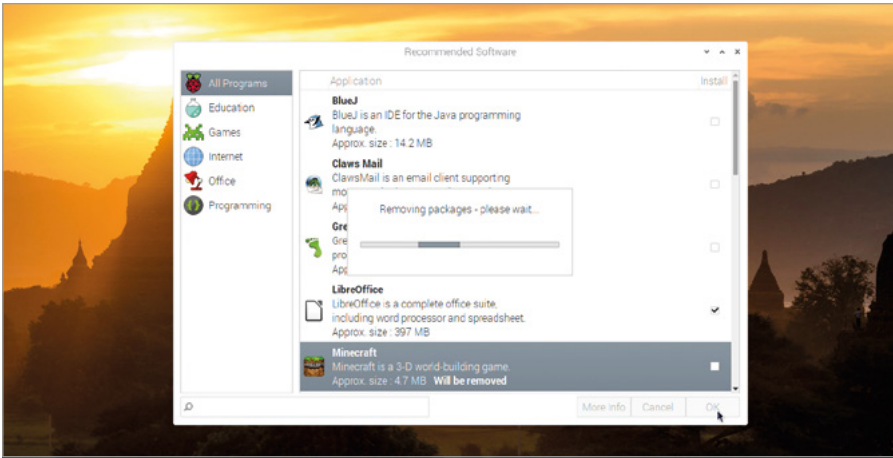 Recommended Software
All Programs
Education
Games
Internet
Office
Programming
Application
Install
BlueJ
BlueJ is an IDE for the Java programming
language.
Approx. size : 14.2 MB
Claws Mail
ClawsMail is an email client supporting
Removing packages - please wait...
LibreOffice
LibreOffice is a complete office suite,
including word processor and spreadsheet.
Approx. size : 397 MB
Minecraft
Minecraft is a 3-D world-building game.
Approx. size : 4.7 MB Will be removed
More info
Cancel
OK